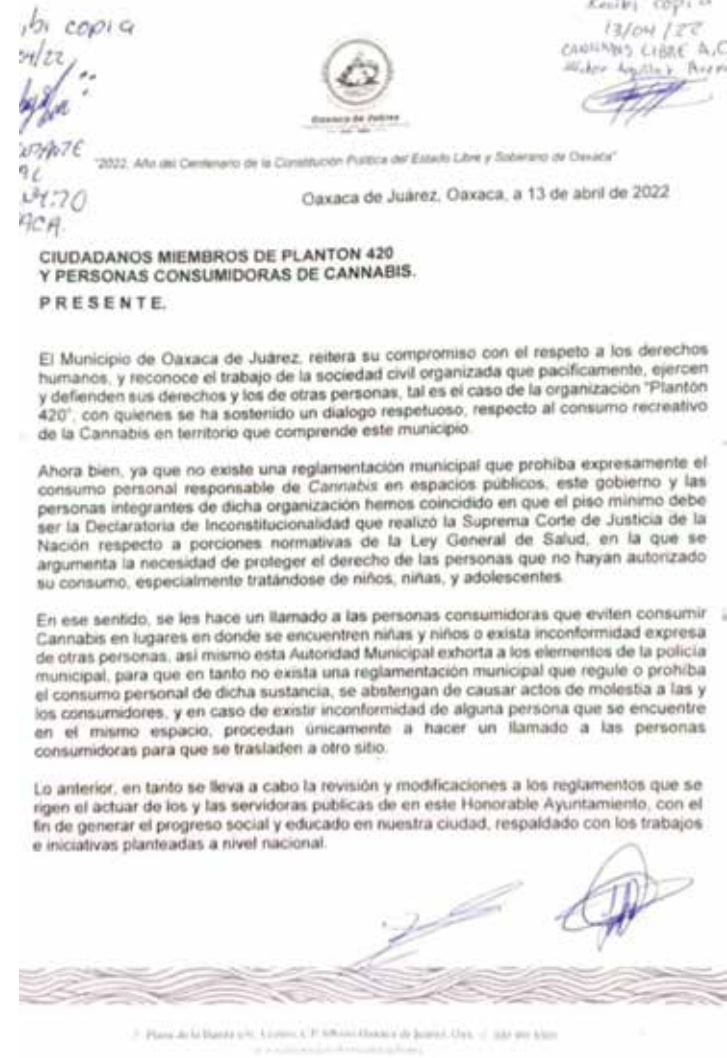 ibi copia
04/22
Recibi copia
13/04/22
CANNABIS LIBRE A.C
Oaxaca de Juárez
"2022, Año del Centenario de la Constitución Política del Estado Libre y Soberano de Oaxaca"
Oaxaca de Juárez, Oaxaca, a 13 de abril de 2022
CIUDADANOS MIEMBROS DE PLANTON 420
Y PERSONAS CONSUMIDORAS DE CANNABIS.
P R E S E N T E.
El Municipio de Oaxaca de Juárez, reitera su compromiso con el respeto a los derechos
humanos, y reconoce el trabajo de la sociedad civil organizada que pacíficamente, ejercen
y defienden sus derechos y los de otras personas, tal es el caso de la organización "Plantón
420", con quienes se ha sostenido un dialogo respetuoso, respecto al consumo recreativo
de la Cannabis en territorio que comprende este municipio.
Ahora bien, ya que no existe una reglamentación municipal que prohíba expresamente el
consumo personal responsable de Cannabis en espacios públicos, este gobierno y las
personas integrantes de dicha organización hemos coincidido en que el piso mínimo debe
ser la Declaratoria de Inconstitucionalidad que realizó la Suprema Corte de Justicia de la
Nación respecto a porciones normativas de la Ley General de Salud, en la que se
argumenta la necesidad de proteger el derecho de las personas que no hayan autorizado
su consumo, especialmente tratándose de niños, niñas, y adolescentes.
En ese sentido, se les hace un llamado a las personas consumidoras que eviten consumir
Cannabis en lugares en donde se encuentren niñas y niños o exista inconformidad expresa
de otras personas, así mismo esta Autoridad Municipal exhorta a los elementos de la policía
municipal, para que en tanto no exista una reglamentación municipal que regule o prohíba
el consumo personal de dicha sustancia, se abstengan de causar actos de molestia a las y
los consumidores, y en caso de existir inconformidad de alguna persona que se encuentre
en el mismo espacio, procedan únicamente a hacer un llamado a las personas
consumidoras para que se trasladen a otro sitio.
Lo anterior, en tanto se lleva a cabo la revisión y modificaciones a los reglamentos que se
rigen el actuar de los y las servidoras públicas de en este Honorable Ayuntamiento, con el
fin de generar el progreso social y educado en nuestra ciudad, respaldado con los trabajos
e iniciativas planteadas a nivel nacional.
Plaza de la Danza s/n, Centro, C.P. Oaxaca de Juárez, Oax.